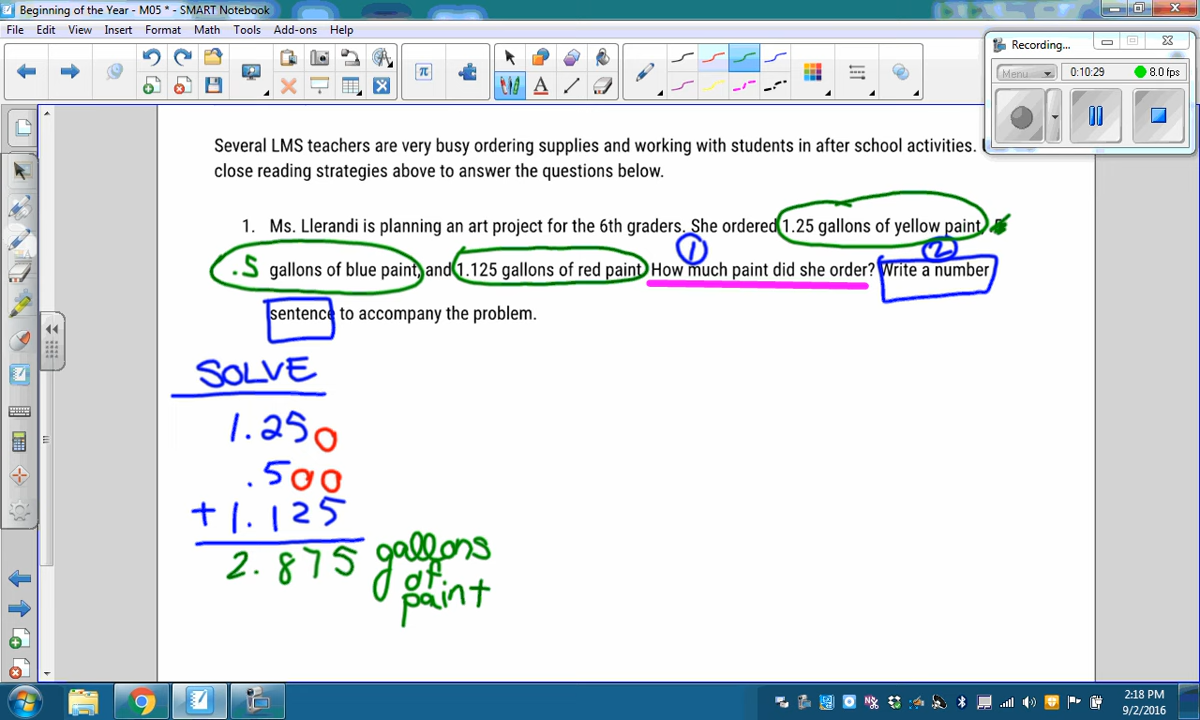 Beginning of the Year - M05 * - SMART Notebook
File Edit View Insert Format Math Tools Add-ons Help
Recording...
Menu 0:10:29 8.0 fps
Several LMS teachers are very busy ordering supplies and working with students in after school activities.
close reading strategies above to answer the questions below.
1. Ms. Llerandi is planning an art project for the 6th graders. She ordered 1.25 gallons of yellow paint,
1 2
.5 gallons of blue paint, and 1.125 gallons of red paint How much paint did she order? Write a number
sentence to accompany the problem.
SOLVE
1.250
.500
+ 1.125
2.875 gallons
of
paint
2:18 PM
9/2/2016